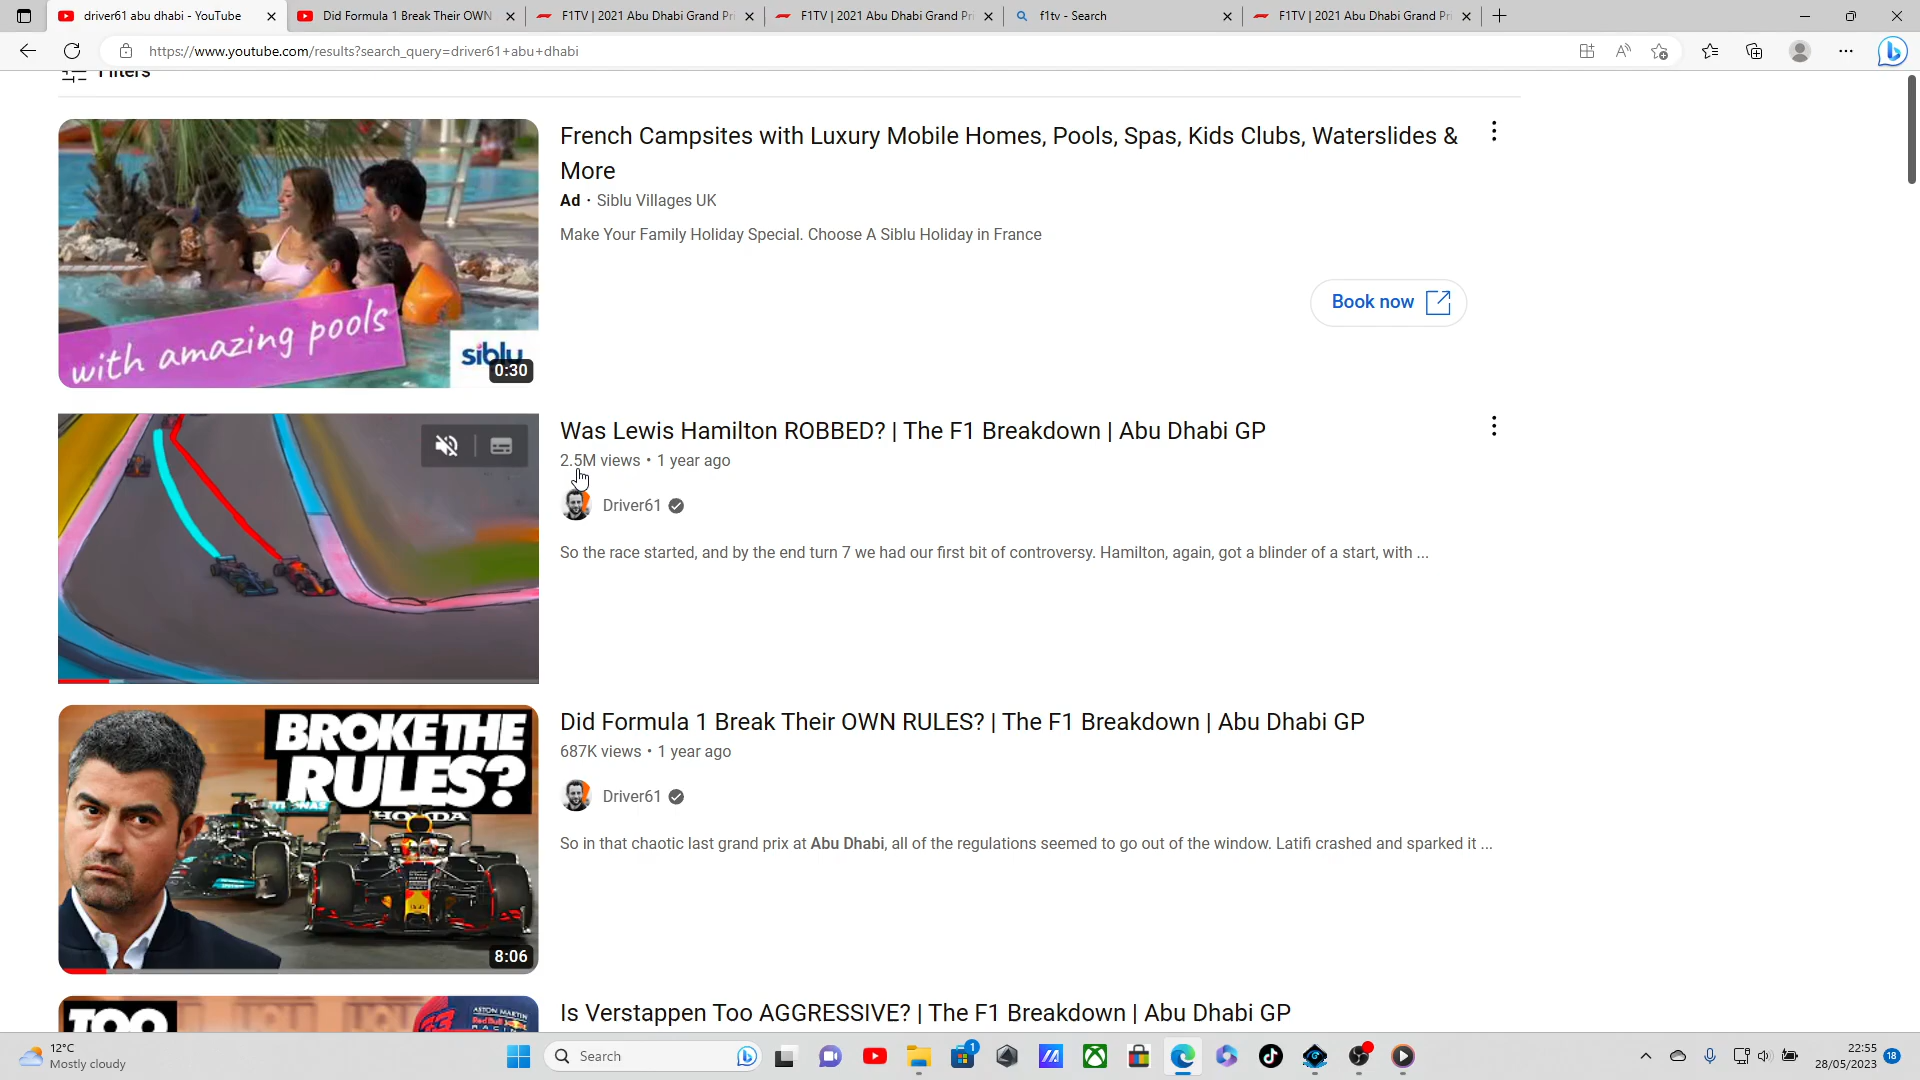 driver61 abu dhabi - YouTube
Did Formula 1 Break Their OWN
F1TV | 2021 Abu Dhabi Grand Pri
F1TV | 2021 Abu Dhabi Grand Pri
f1tv - Search
F1TV | 2021 Abu Dhabi Grand Pri
https://www.youtube.com/results?search_query=driver61+abu+dhabi
Filters
French Campsites with Luxury Mobile Homes, Pools, Spas, Kids Clubs, Waterslides &
More
Ad · Siblu Villages UK
Make Your Family Holiday Special. Choose A Siblu Holiday in France
Book now
with amazing pools
siblu
0:30
Was Lewis Hamilton ROBBED? | The F1 Breakdown | Abu Dhabi GP
2.5M views · 1 year ago
Driver61
So the race started, and by the end turn 7 we had our first bit of controversy. Hamilton, again, got a blinder of a start, with ...
BROKE THE
RULES?
HONDA
8:06
Did Formula 1 Break Their OWN RULES? | The F1 Breakdown | Abu Dhabi GP
687K views · 1 year ago
Driver61
So in that chaotic last grand prix at Abu Dhabi, all of the regulations seemed to go out of the window. Latifi crashed and sparked it ...
TOO
ASTON MARTIN
Is Verstappen Too AGGRESSIVE? | The F1 Breakdown | Abu Dhabi GP
12°C
Mostly cloudy
Search
1
22:55
28/05/2023
18